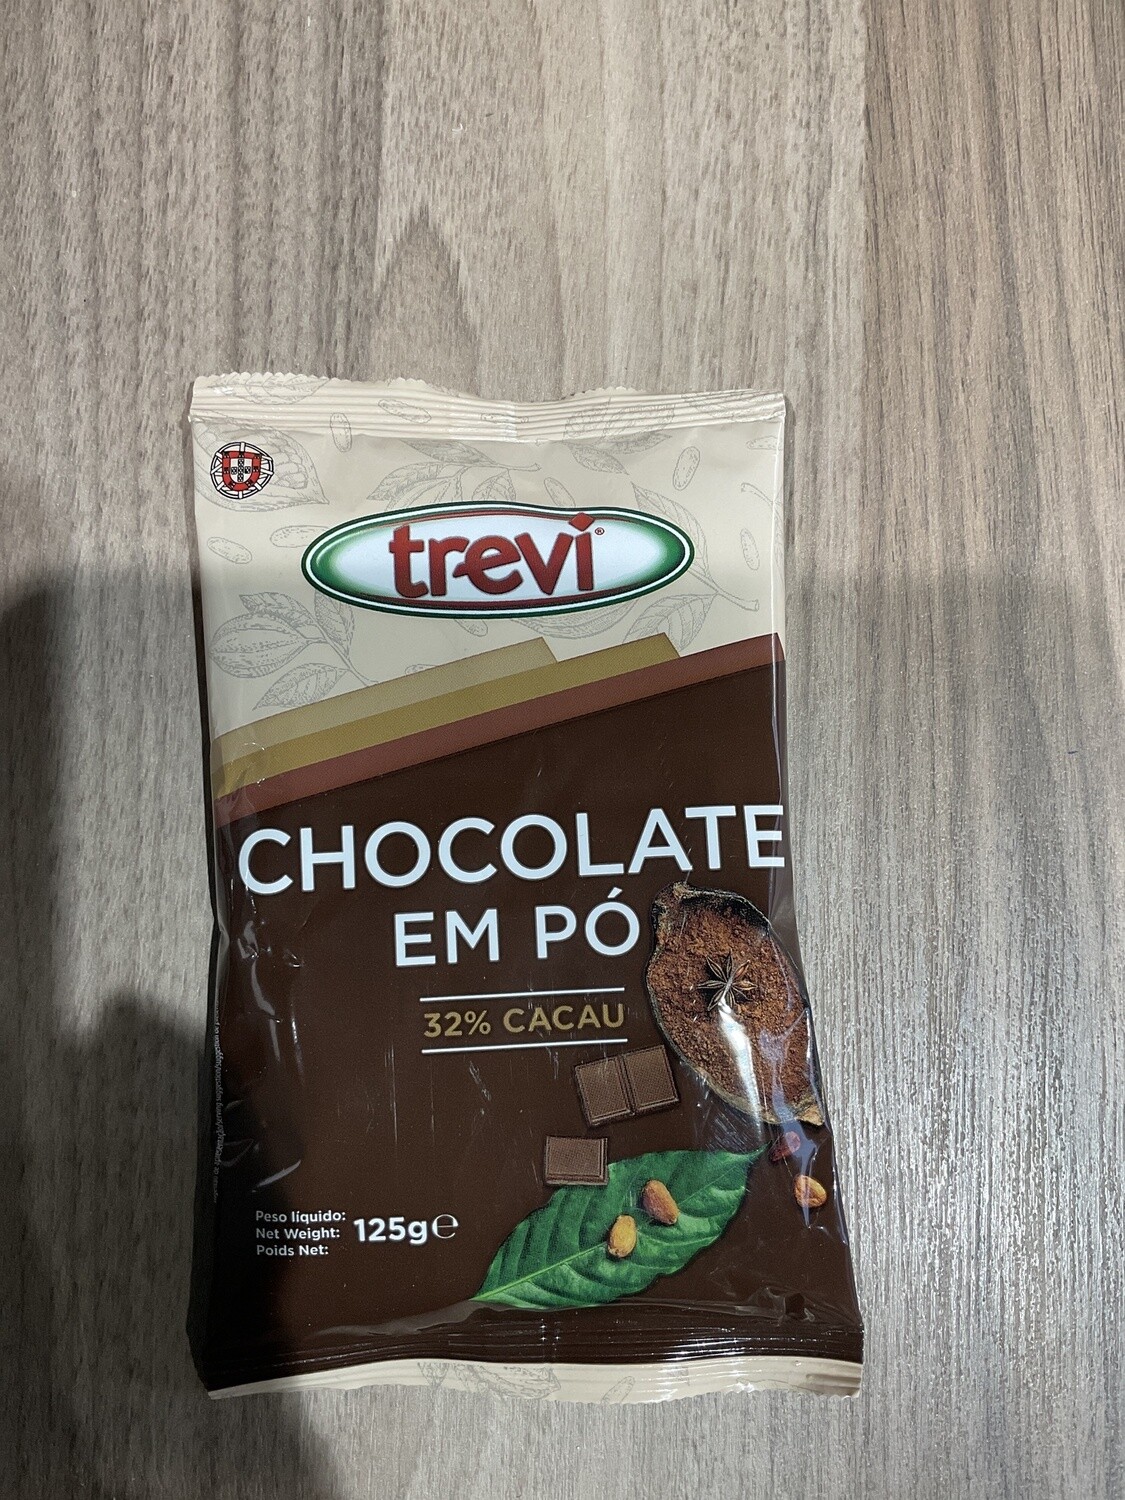 trevi®
CHOCOLATE
EM PÓ
32% CACAU
Peso líquido:
Net Weight:
Poids Net:
125g℮